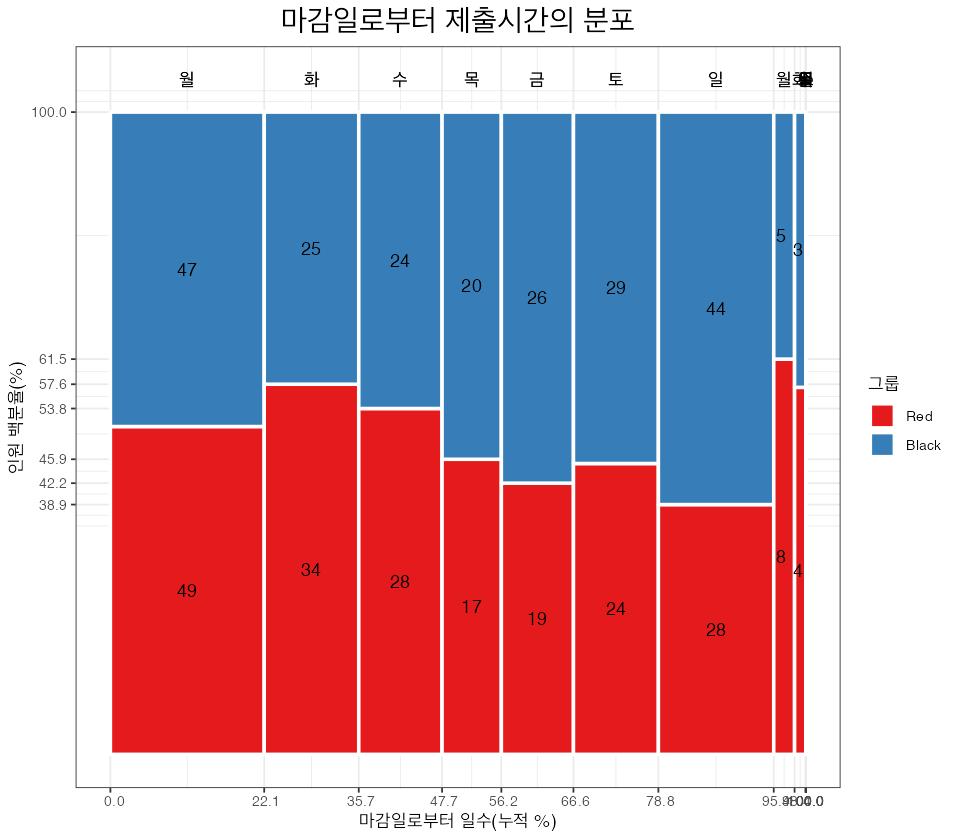 마감일로부터 제출시간의 분포
월 화 수 목 금 토 일 월
100.0
47 25 24 20 26 29 44 5 3
61.5
57.6
53.8
45.9
42.2
38.9
49 34 28 17 19 24 28 8 4
인원 백분율(%)
그룹
Red
Black
0.0 22.1 35.7 47.7 56.2 66.6 78.8
마감일로부터 일수(누적 %)